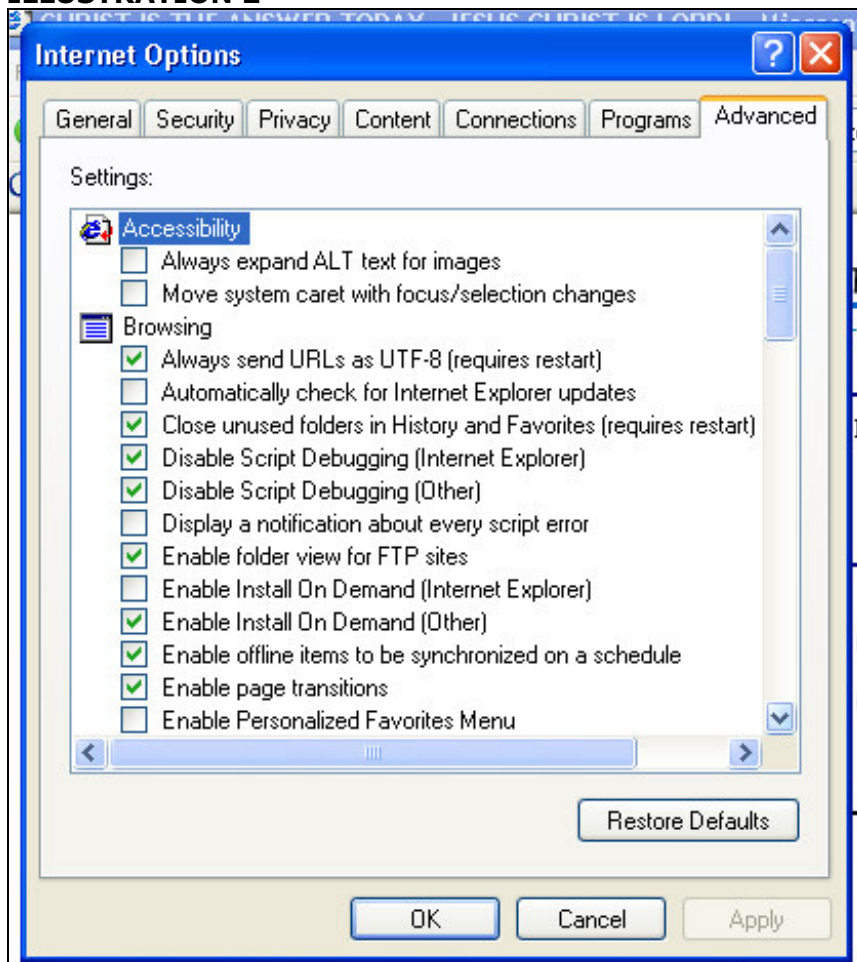 Internet Options
General Security Privacy Content Connections Programs Advanced
Settings:
Accessibility
Always expand ALT text for images
Move system caret with focus/selection changes
Browsing
Always send URLs as UTF-8 (requires restart)
Automatically check for Internet Explorer updates
Close unused folders in History and Favorites (requires restart)
Disable Script Debugging (Internet Explorer)
Disable Script Debugging (Other)
Display a notification about every script error
Enable folder view for FTP sites
Enable Install On Demand (Internet Explorer)
Enable Install On Demand (Other)
Enable offline items to be synchronized on a schedule
Enable page transitions
Enable Personalized Favorites Menu
Restore Defaults
OK Cancel Apply